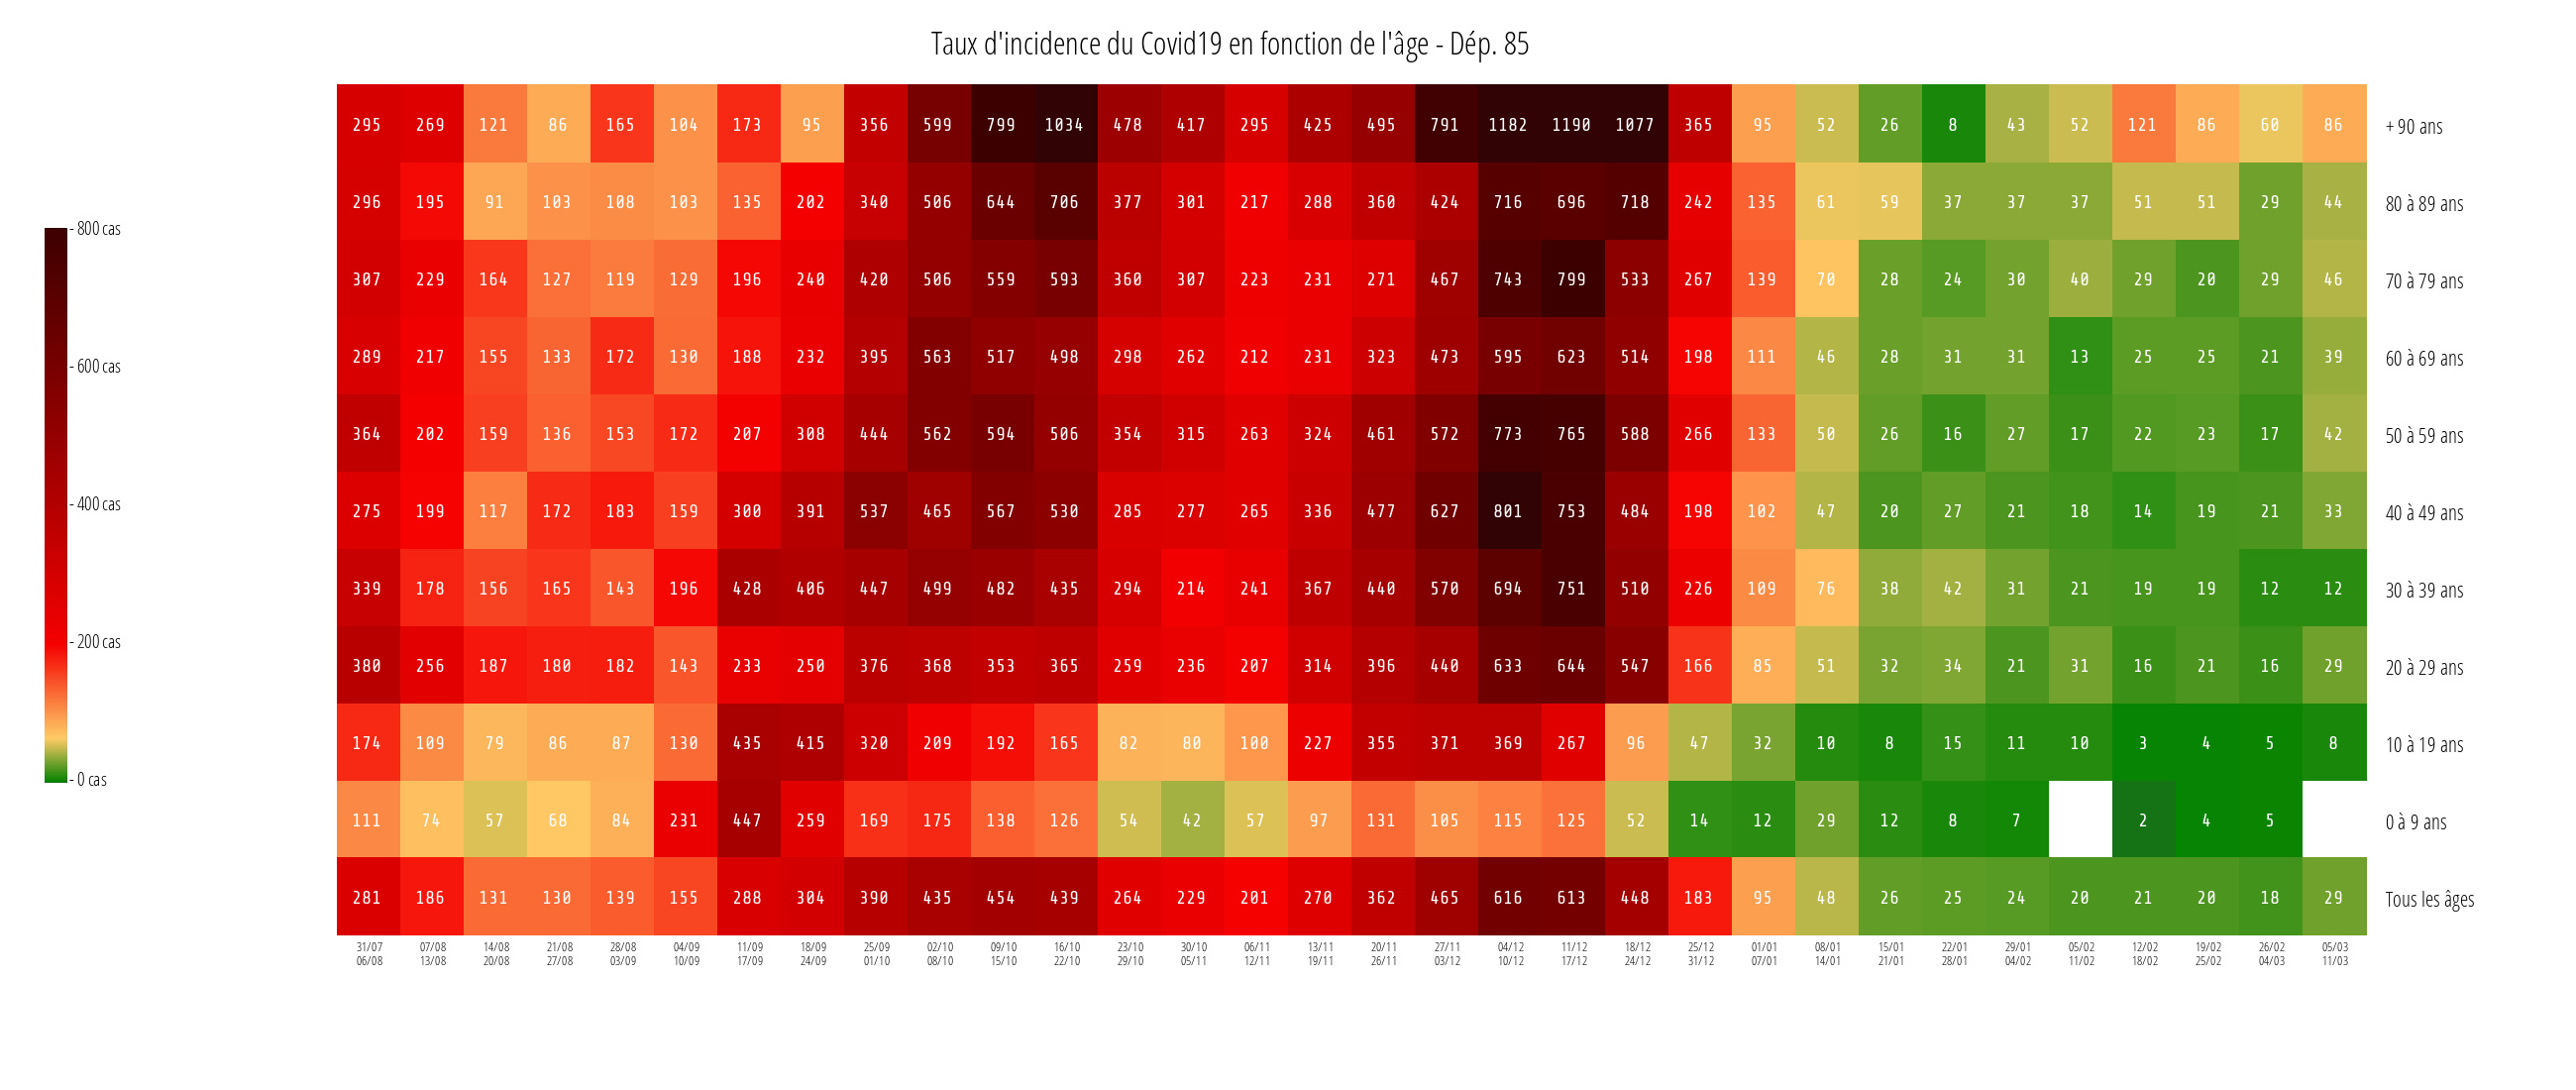 Taux d'incidence du Covid19 en fonction de l'âge - Dép. 85
- 800 cas
- 600 cas
- 400 cas
- 200 cas
- 0 cas
295 269 121 86 165 104 173 95 356 599 799 1034 478 417 295 425 495 791 1182 1190 1077 365 95 52 26 8 43 52 121 86 60 86 + 90 ans
296 195 91 103 108 103 135 202 340 506 644 706 377 301 217 288 360 424 716 696 718 242 135 61 59 37 37 37 51 51 29 44 80 à 89 ans
307 229 164 127 119 129 196 240 420 506 559 593 360 307 223 231 271 467 743 799 533 267 139 70 28 24 30 40 29 20 29 46 70 à 79 ans
289 217 155 133 172 130 188 232 395 563 517 498 298 262 212 231 323 473 595 623 514 198 111 46 28 31 31 13 25 25 21 39 60 à 69 ans
364 202 159 136 153 172 207 308 444 562 594 506 354 315 263 324 461 572 773 765 588 266 133 50 26 16 27 17 22 23 17 42 50 à 59 ans
275 199 117 172 183 159 300 391 537 465 567 530 285 277 265 336 477 627 801 753 484 198 102 47 20 27 21 18 14 19 21 33 40 à 49 ans
339 178 156 165 143 196 428 406 447 499 482 435 294 214 241 367 440 570 694 751 510 226 109 76 38 42 31 21 19 19 12 12 30 à 39 ans
380 256 187 180 182 143 233 250 376 368 353 365 259 236 207 314 396 440 633 644 547 166 85 51 32 34 21 31 16 21 16 29 20 à 29 ans
174 109 79 86 87 130 435 415 320 209 192 165 82 80 100 227 355 371 369 267 96 47 32 10 8 15 11 10 3 4 5 8 10 à 19 ans
111 74 57 68 84 231 447 259 169 175 138 126 54 42 57 97 131 105 115 125 52 14 12 29 12 8 7 2 4 5 0 à 9 ans
281 186 131 130 139 155 288 304 390 435 454 439 264 229 201 270 362 465 616 613 448 183 95 48 26 25 24 20 21 20 18 29 Tous les âges
31/07 07/08 14/08 21/08 28/08 04/09 11/09 18/09 25/09 02/10 09/10 16/10 23/10 30/10 06/11 13/11 20/11 27/11 04/12 11/12 18/12 25/12 01/01 08/01 15/01 22/01 29/01 05/02 12/02 19/02 26/02 05/03
06/08 13/08 20/08 27/08 03/09 10/09 17/09 24/09 01/10 08/10 15/10 22/10 29/10 05/11 12/11 19/11 26/11 03/12 10/12 17/12 24/12 31/12 07/01 14/01 21/01 28/01 04/02 11/02 18/02 25/02 04/03 11/03